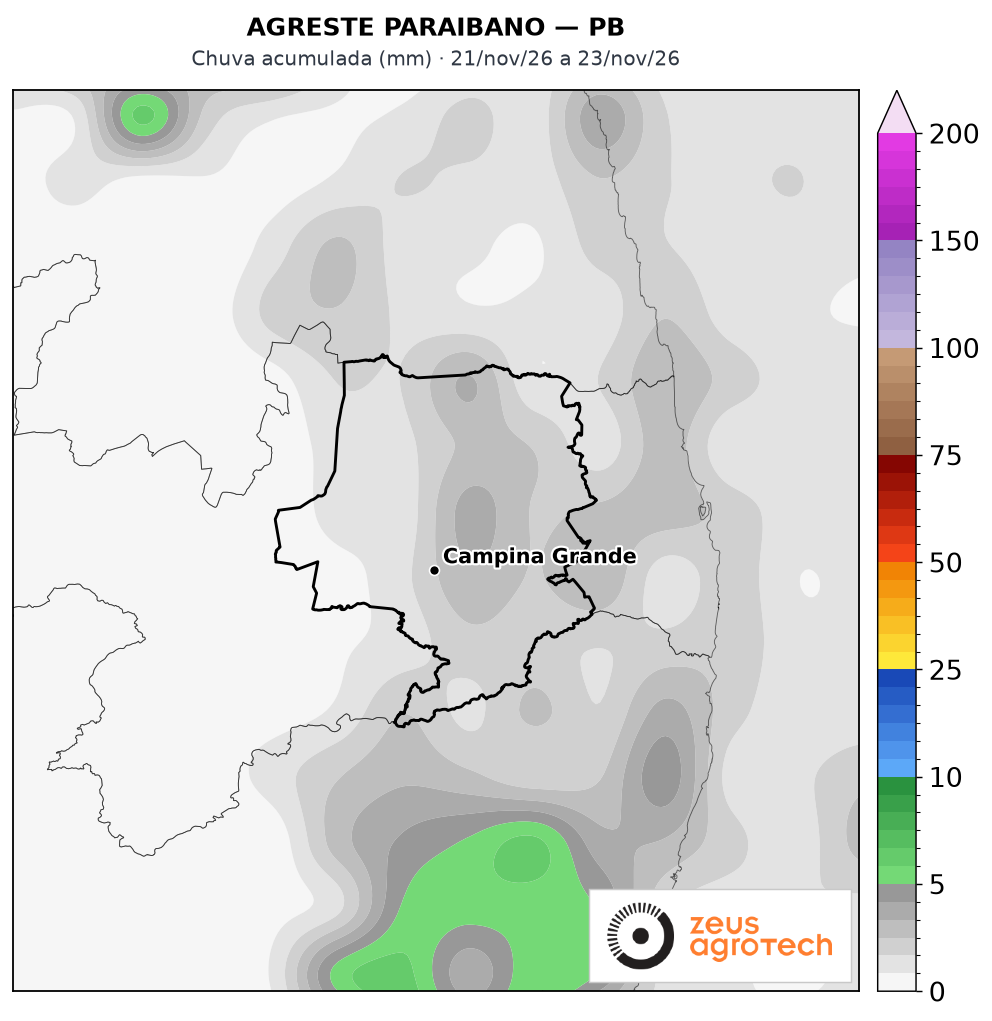 AGRESTE PARAIBANO — PB
Chuva acumulada (mm) · 21/nov/26 a 23/nov/26
200
150
100
75
50
25
10
5
0
Campina Grande
zeus
agrotech